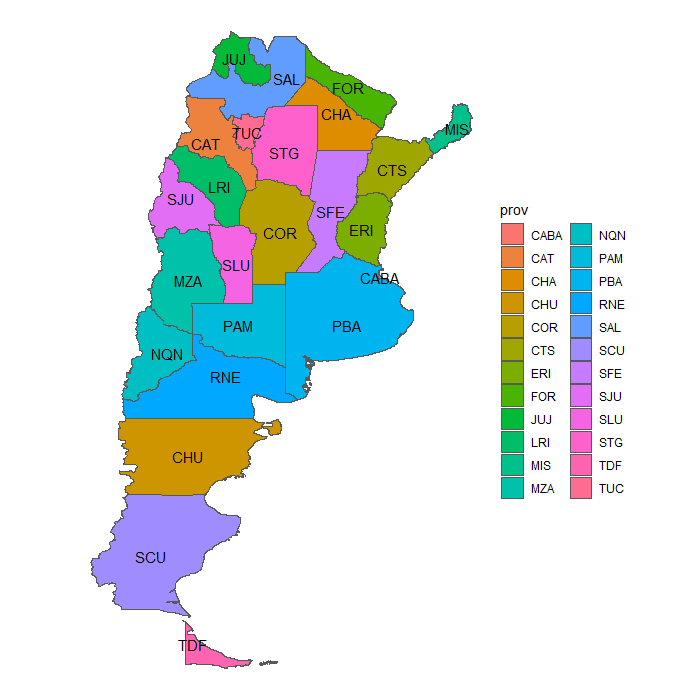 JUJ
SAL
FOR
CHA
MIS
TUC
CAT
STG
CTS
LRI
SJU
SFE
ERI
COR
SLU
CABA
MZA
PAM
PBA
NQN
RNE
CHU
SCU
TDF
prov
CABA
CAT
CHA
CHU
COR
CTS
ERI
FOR
JUJ
LRI
MIS
MZA
NQN
PAM
PBA
RNE
SAL
SCU
SFE
SJU
SLU
STG
TDF
TUC